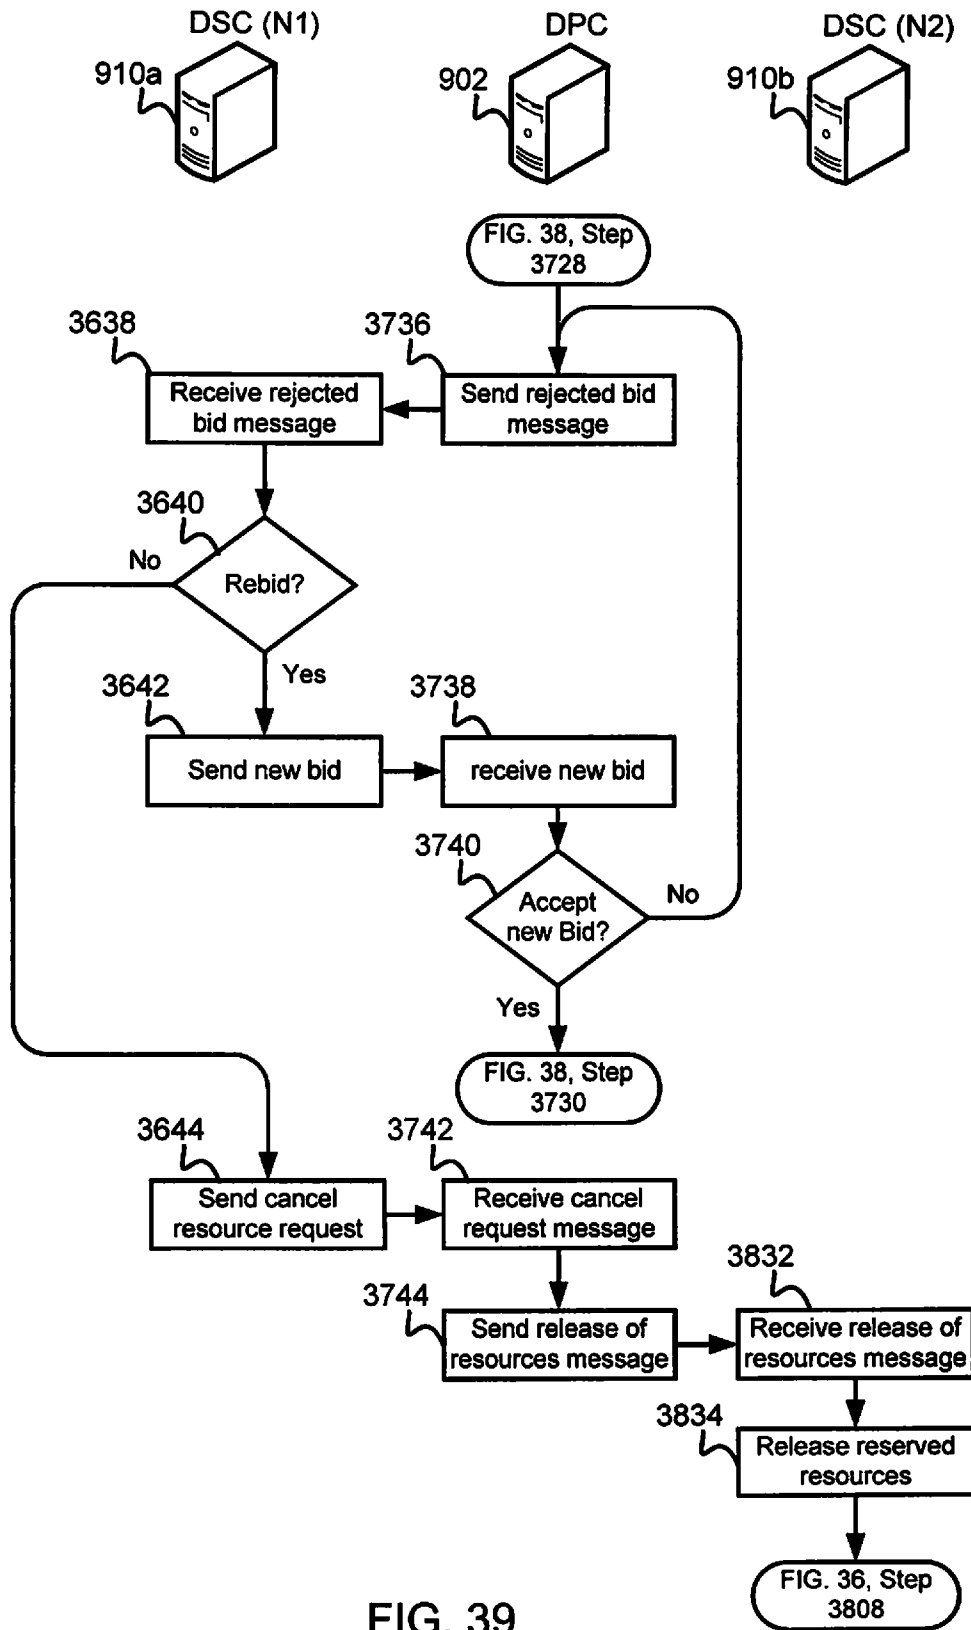 DSC (N1)
DPC
DSC (N2)
910a
902
910b
FIG. 38, Step
3728
3638
3736
Receive rejected
bid message
Send rejected bid
message
3640
No
Rebid?
Yes
3642
3738
Send new bid
receive new bid
3740
Accept
new Bid?
No
Yes
FIG. 38, Step
3730
3644
3742
Send cancel
resource request
Receive cancel
request message
3832
3744
Send release of
resources message
Receive release of
resources message
3834
Release reserved
resources
FIG. 36, Step
3808
FIG. 39